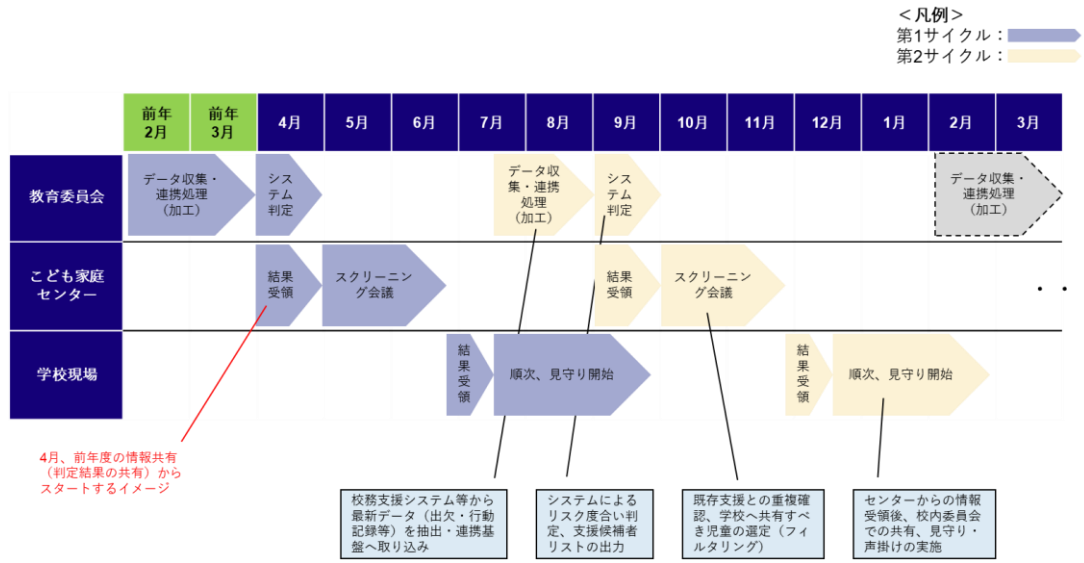 ＜凡例＞
第1サイクル：
第2サイクル：
前年
2月
前年
3月
4月
5月
6月
7月
8月
9月
10月
11月
12月
1月
2月
3月
教育委員会
データ収集・
連携処理
（加工）
シス
テム
判定
データ収
集・連携
処理
（加工）
シス
テム
判定
データ収集・
連携処理
（加工）
こども家庭
センター
結果
受領
スクリーニン
グ会議
結果
受領
スクリーニン
グ会議
・・
学校現場
結
果
受
領
順次、見守り開始
結
果
受
領
順次、見守り開始
4月、前年度の情報共有
（判定結果の共有）から
スタートするイメージ
校務支援システム等から
最新データ（出欠・行動
記録等）を抽出・連携基
盤へ取り込み
システムによる
リスク度合い判
定、支援候補者
リストの出力
既存支援との重複確
認、学校へ共有すべ
き児童の選定（フィ
ルタリング）
センターからの情報
受領後、校内委員会
での共有、見守り・
声掛けの実施